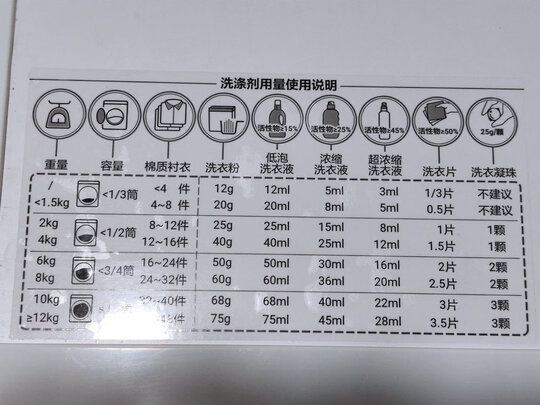 洗涤剂用量使用说明
活性物≥15% 活性物≥25% 活性物≥45% 活性物≥50% 25g/颗
重量 容量 棉质衬衣 洗衣粉 低泡洗衣液 浓缩洗衣液 超浓缩洗衣液 洗衣片 洗衣凝珠
/ <1/3筒 <4 件 12g 12ml 5ml 3ml 1/3片 不建议
<1.5kg 4~8 件 20g 20ml 8ml 5ml 0.5片 不建议
2kg <1/2筒 8~12件 25g 25ml 15ml 8ml 1片 1颗
4kg 12~16件 40g 40ml 25ml 12ml 1.5片 1颗
6kg <3/4筒 16~24件 50g 50ml 30ml 16ml 2片 2颗
8kg 24~32件 60g 60ml 36ml 20ml 2.5片 2颗
10kg 32~40件 68g 68ml 40ml 22ml 3片 3颗
≥12kg 件 75g 75ml 45ml 28ml 3.5片 3颗